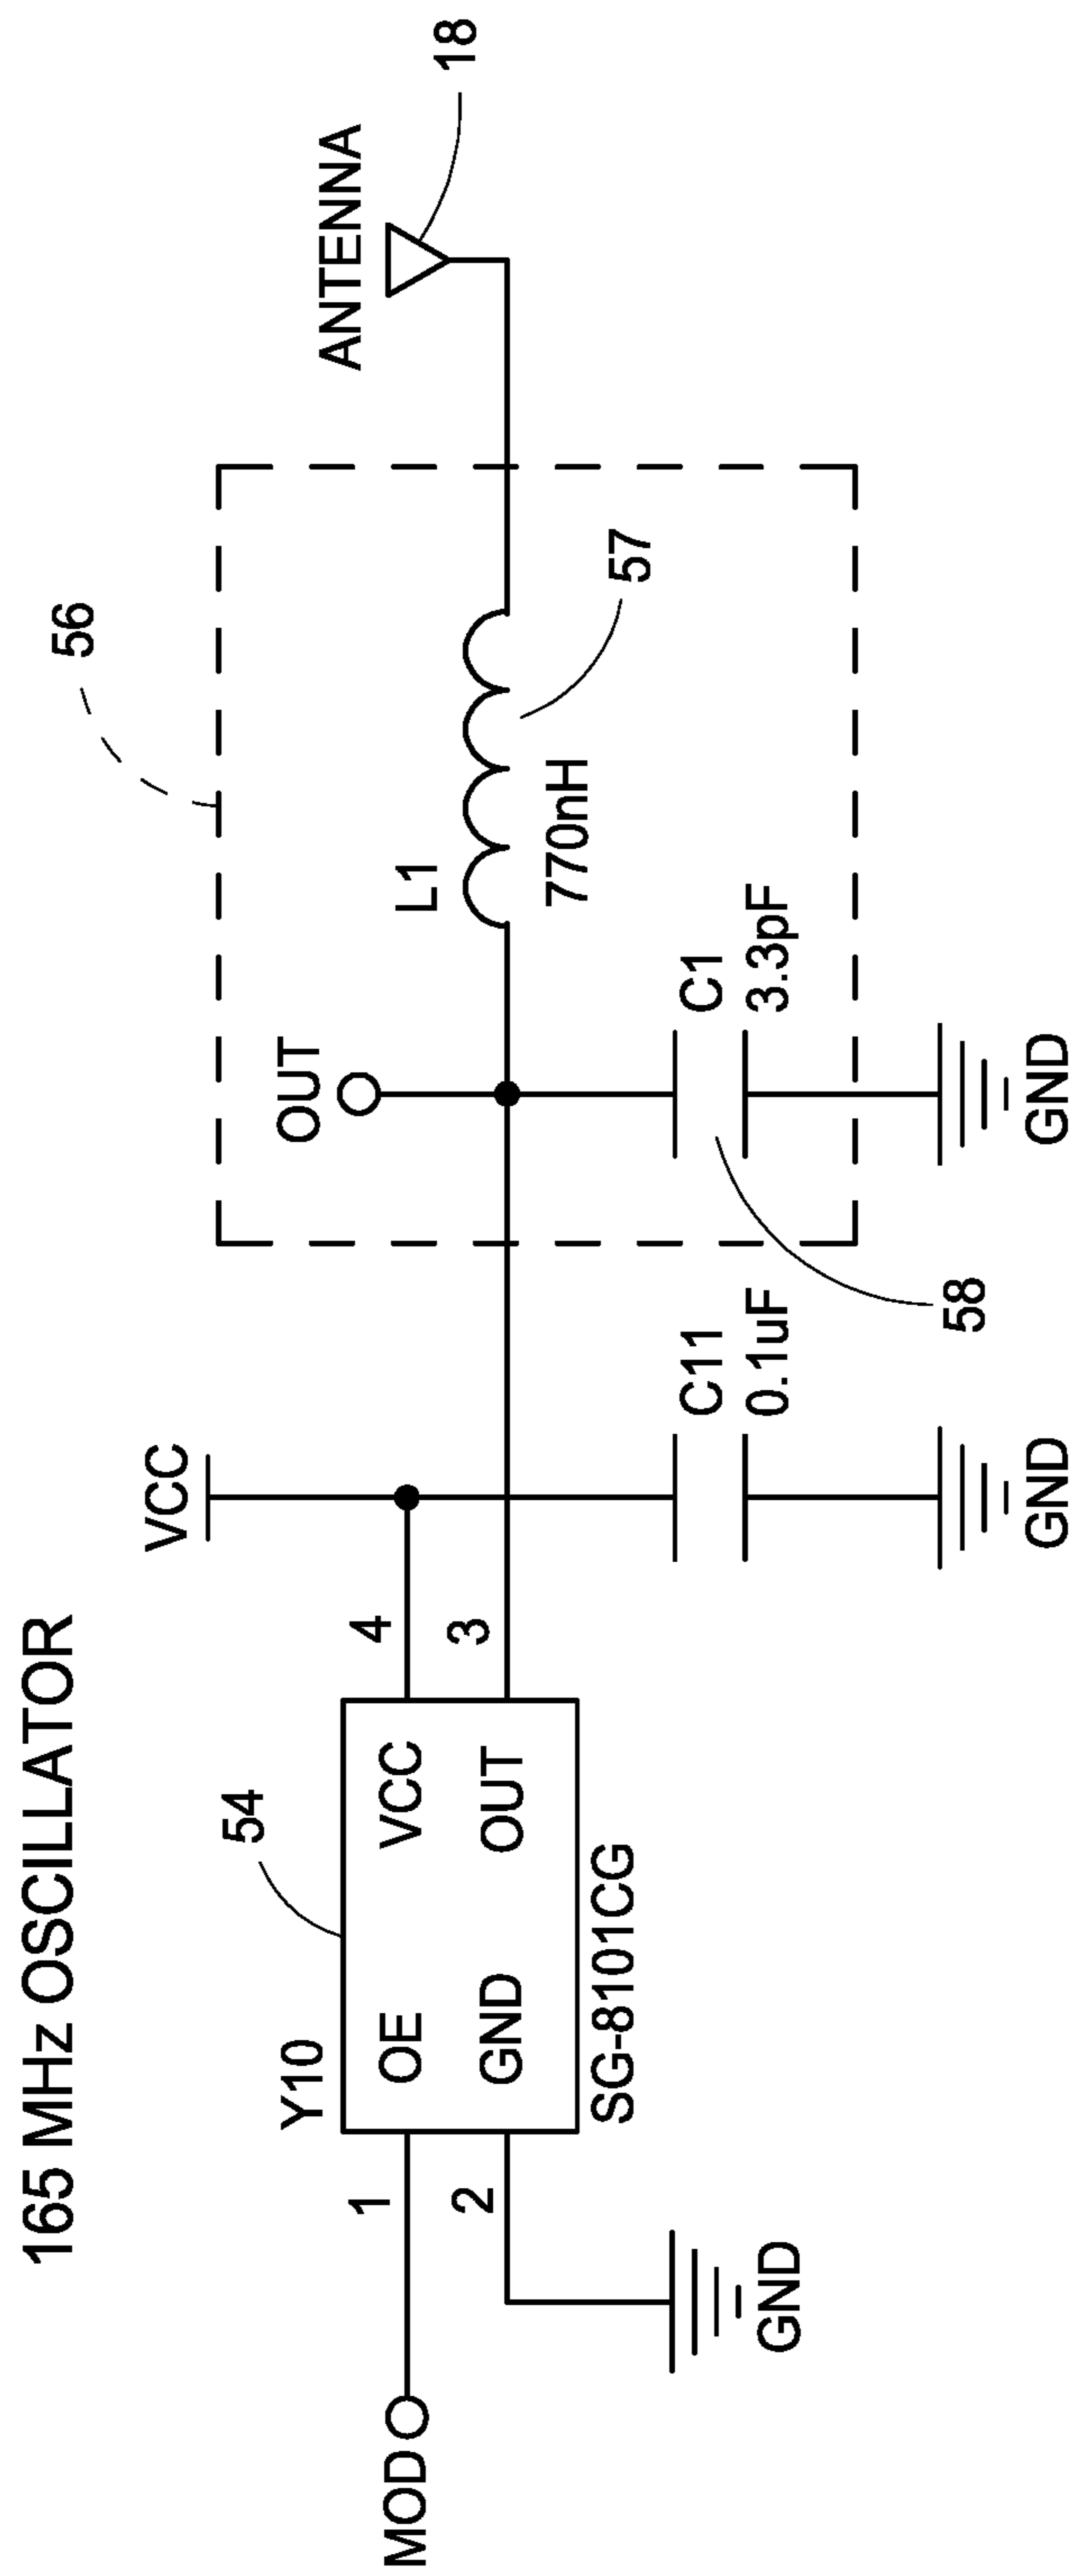 165 MHz OSCILLATOR
MOD
1
2
GND
Y10
OE
GND
VCC
OUT
SG-8101CG
54
4
3
VCC
C11
0.1uF
GND
56
OUT
C1
3.3pF
58
GND
L1
770nH
57
ANTENNA
18